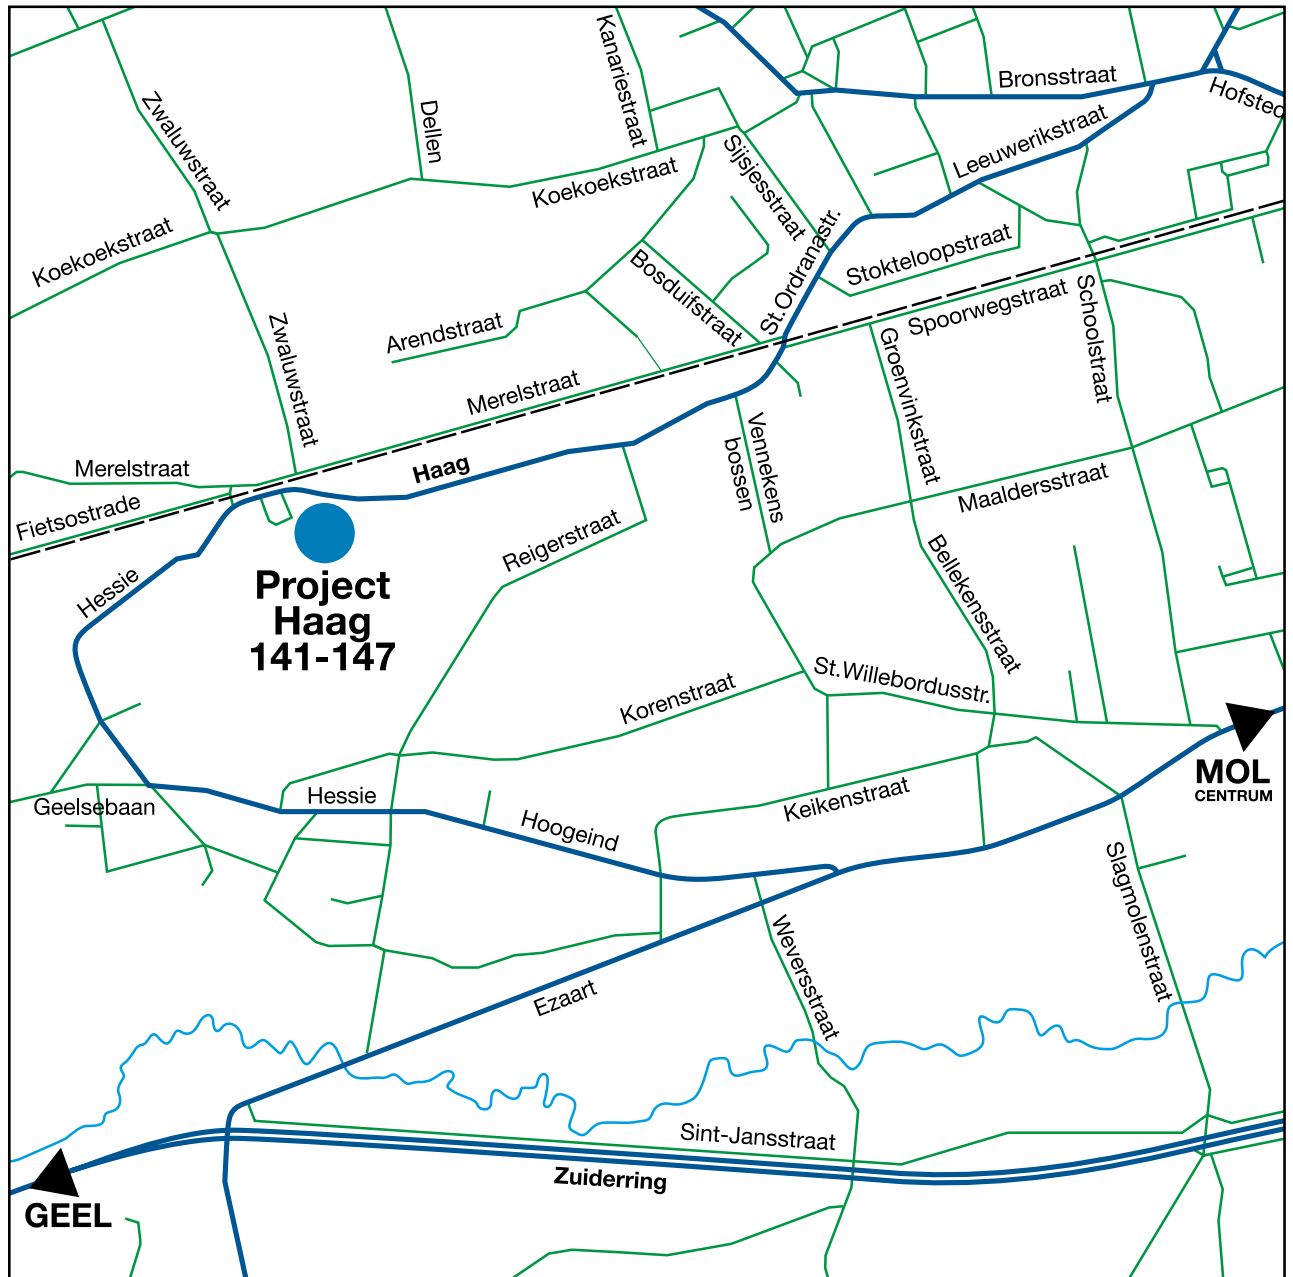 Kanariestraat
Bronsstraat
Hofsted
Zwaluwstraat
Dellen
Leeuwerikstraat
Sijsjesstraat
Koekoekstraat
Koekoekstraat
St.Ordranastr.
Stokteloopstraat
Bosduifstraat
Spoorwegstraat
Schoolstraat
Arendstraat
Zwaluwstraat
Groenvinkstraat
Merelstraat
Vennekens
bossen
Merelstraat
Haag
Maaldersstraat
Fietsostrade
Reigerstraat
Bellekensstraat
Hessie
Project
Haag
141-147
St.Willebordusstr.
Korenstraat
MOL
CENTRUM
Geelsebaan
Hessie
Keikenstraat
Hoogeind
Slagmolenstraat
Weversstraat
Ezaart
Sint-Jansstraat
Zuiderring
GEEL